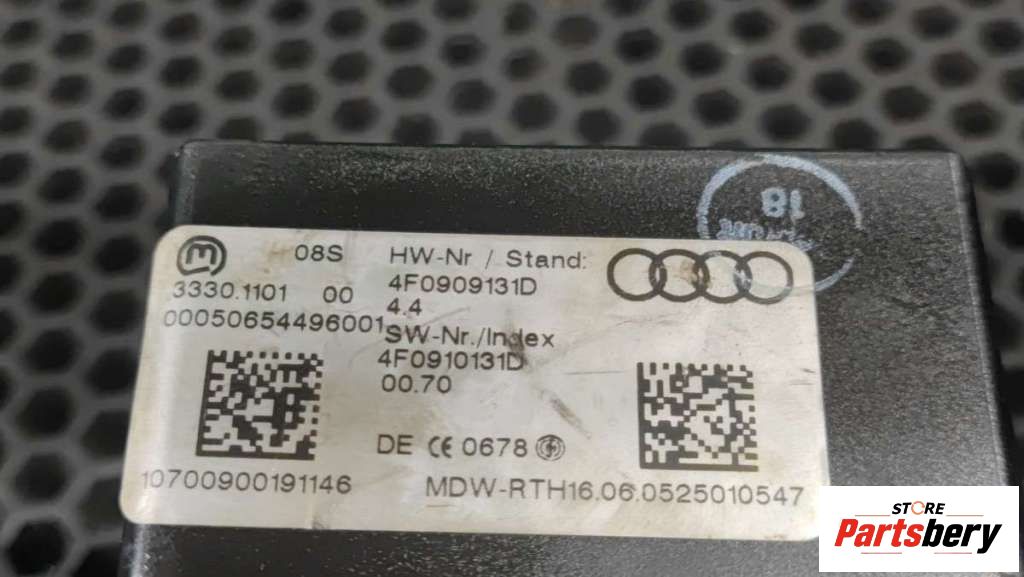 18
08S
HW-Nr / Stand:
3330.1101 00
4F0909131D
4.4
00050654496001
SW-Nr./Index
4F0910131D
00.70
DE CE 0678
10700900191146
MDW-RTH16.06.0525010547
STORE
Partsbery